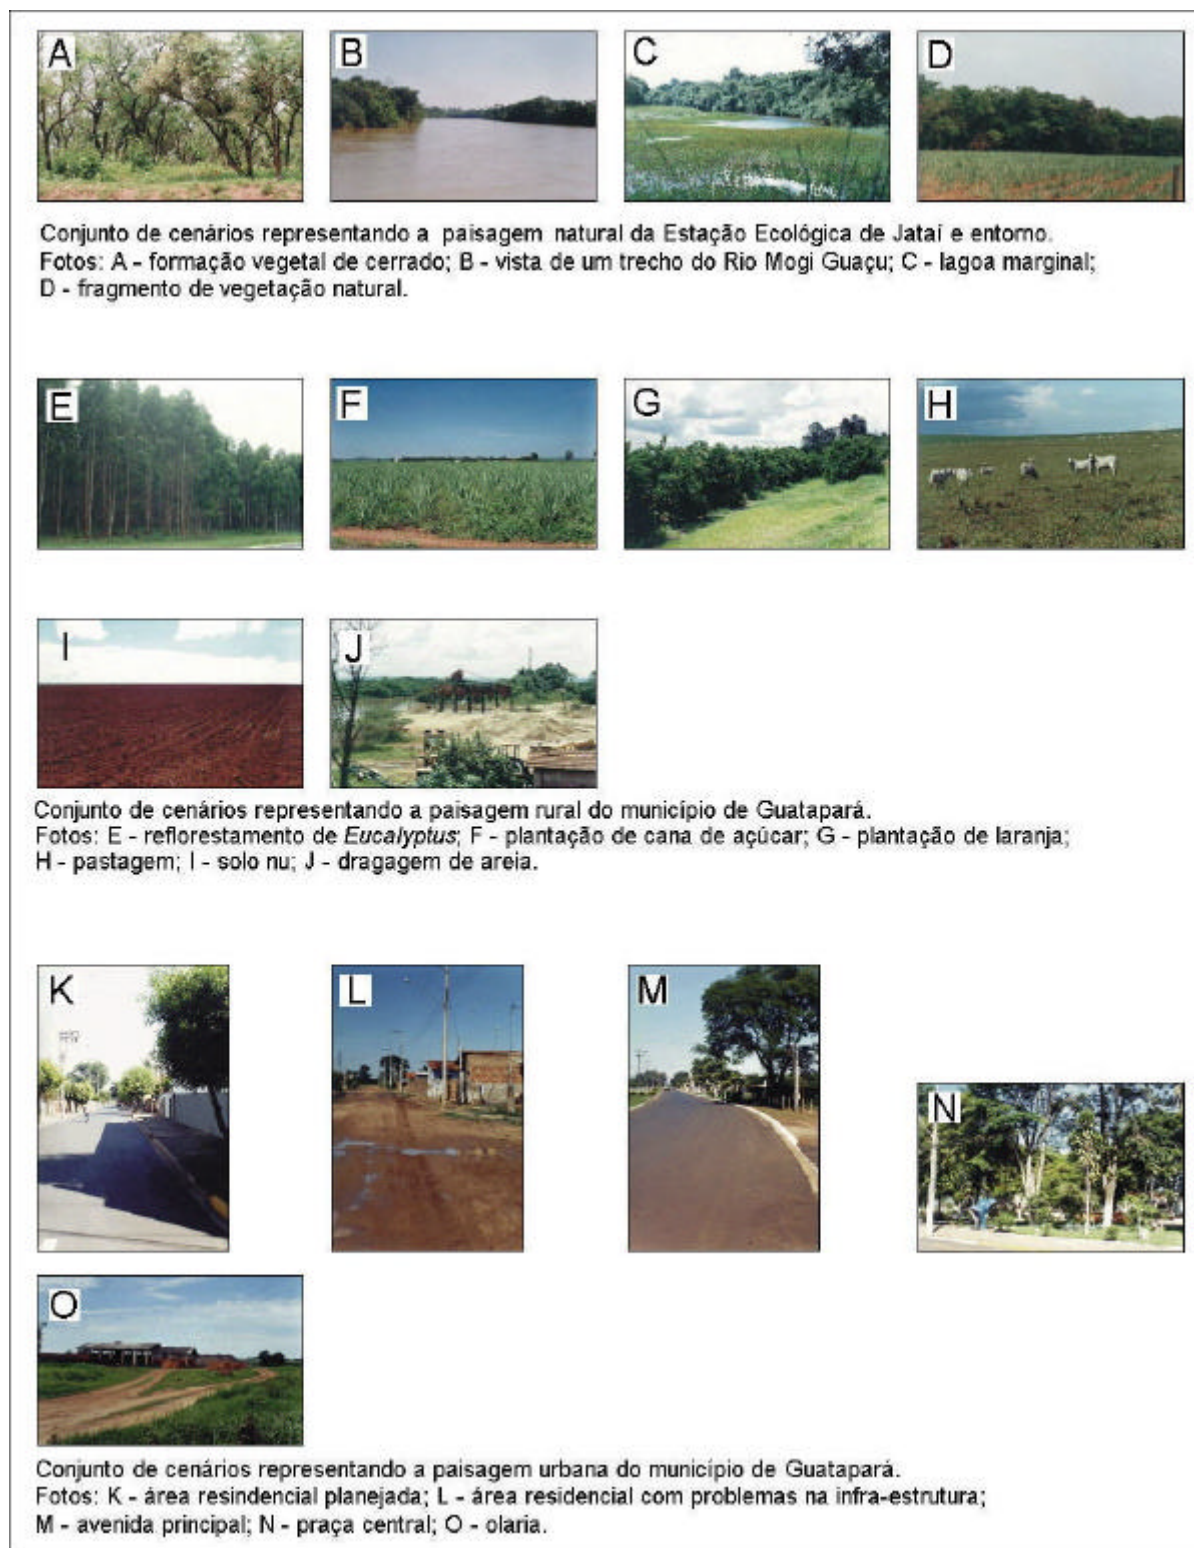 A
B
C
D
Conjunto de cenários representando a paisagem natural da Estação Ecológica de Jataí e entorno.
Fotos: A - formação vegetal de cerrado; B - vista de um trecho do Rio Mogi Guaçu; C - lagoa marginal;
D - fragmento de vegetação natural.
E
F
G
H
I
J
Conjunto de cenários representando a paisagem rural do município de Guatapará.
Fotos: E - reflorestamento de Eucalyptus; F - plantação de cana de açúcar; G - plantação de laranja;
H - pastagem; I - solo nu; J - dragagem de areia.
K
L
M
N
O
Conjunto de cenários representando a paisagem urbana do município de Guatapará.
Fotos: K - área resindencial planejada; L - área residencial com problemas na infra-estrutura;
M - avenida principal; N - praça central; O - olaria.